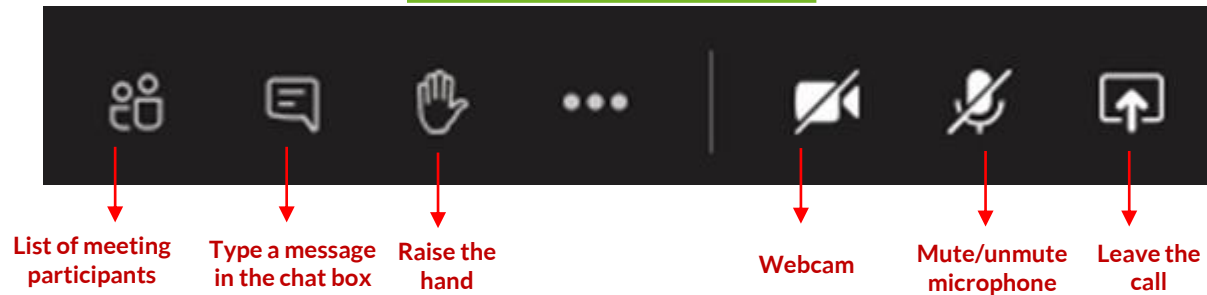 List of meeting
participants
Type a message
in the chat box
Raise the
hand
Webcam
Mute/unmute
microphone
Leave the
call